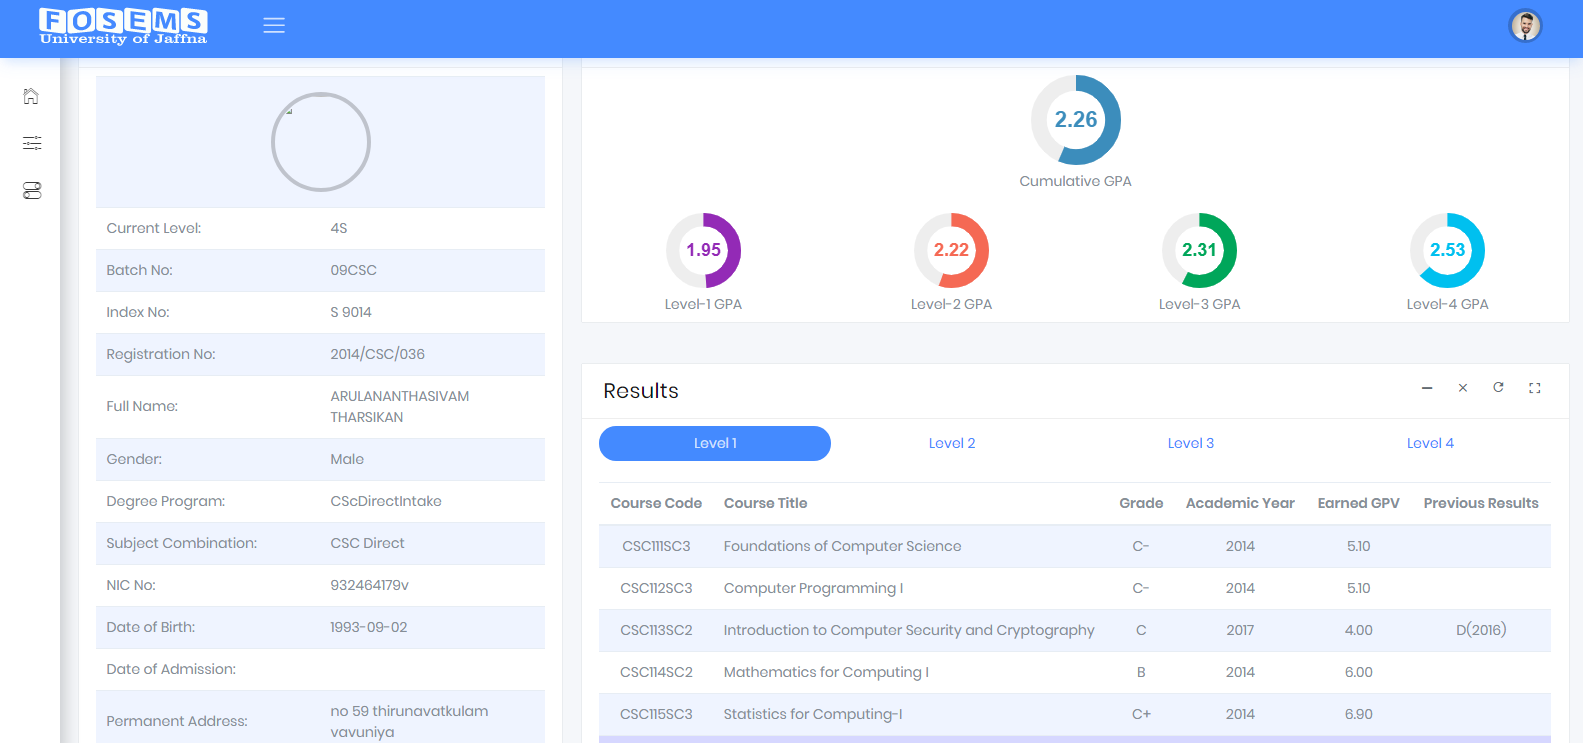 FOSEMS
University of Jaffna
Current Level: 4S
Batch No: 09CSC
Index No: S 9014
Registration No: 2014/CSC/036
Full Name: ARULANANTHASIVAM
THARSIKAN
Gender: Male
Degree Program: CScDirectIntake
Subject Combination: CSC Direct
NIC No: 932464179v
Date of Birth: 1993-09-02
Date of Admission:
Permanent Address: no 59 thirunavatkulam
vavuniya
2.26
Cumulative GPA
1.95 2.22 2.31 2.53
Level-1 GPA Level-2 GPA Level-3 GPA Level-4 GPA
Results
Level 1 Level 2 Level 3 Level 4
Course Code Course Title Grade Academic Year Earned GPV Previous Results
CSC111SC3 Foundations of Computer Science C- 2014 5.10
CSC112SC3 Computer Programming I C- 2014 5.10
CSC113SC2 Introduction to Computer Security and Cryptography C 2017 4.00 D(2016)
CSC114SC2 Mathematics for Computing I B 2014 6.00
CSC115SC3 Statistics for Computing-I C+ 2014 6.90